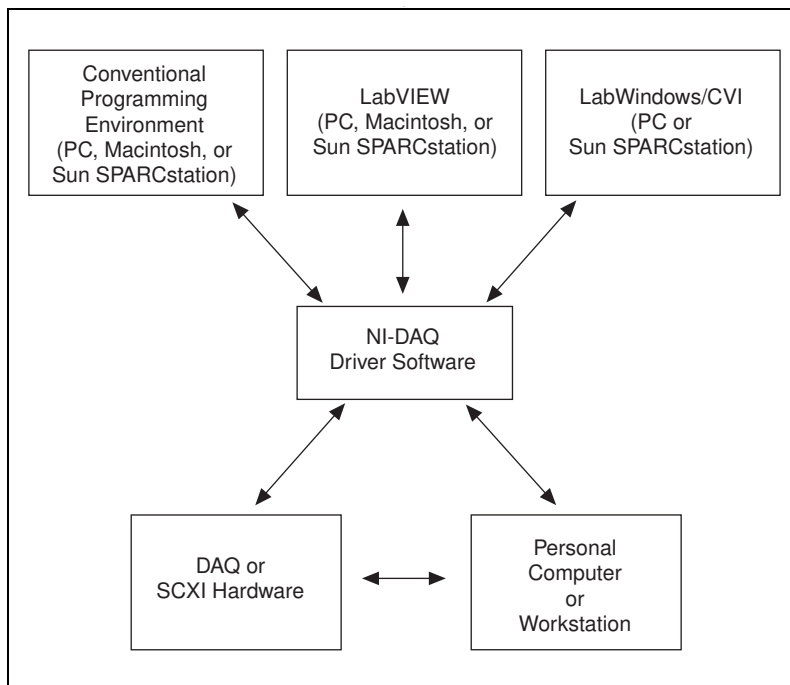 Conventional
Programming
Environment
(PC, Macintosh, or
Sun SPARCstation)
LabVIEW
(PC, Macintosh, or
Sun SPARCstation)
LabWindows/CVI
(PC or
Sun SPARCstation)
NI-DAQ
Driver Software
DAQ or
SCXI Hardware
Personal
Computer
or
Workstation